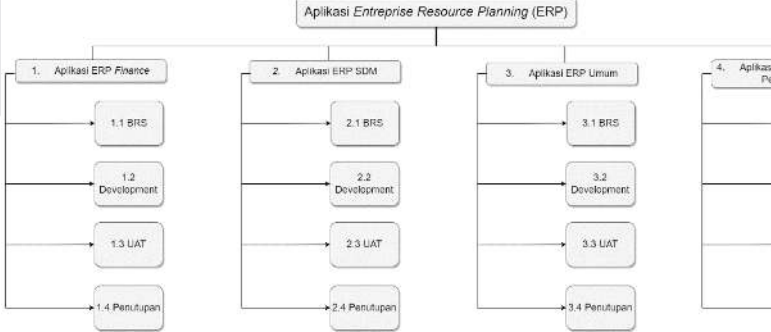 Aplikasi Entreprise Resource Planning (ERP)
1. Aplikasi ERP Finance
2. Aplikasi ERP SDM
3. Aplikasi ERP Umum
4.
1.1 BRS
2.1 BRS
3.1 BRS
1.2
Development
2.2
Development
3.2
Development
1.3 UAT
2.3 UAT
3.3 UAT
1.4 Penutupan
2.4 Penutupan
3.4 Penutupan